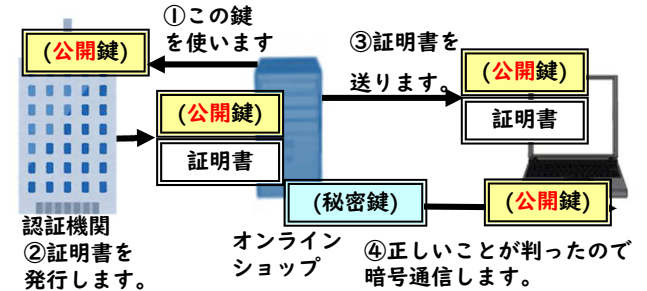 ①この鍵
を使います
(公開鍵)
③証明書を
送ります。
(公開鍵)
証明書
(公開鍵)
証明書
認証機関
②証明書を
発行します。
オンライン
ショップ
(秘密鍵)
(公開鍵)
④正しいことが判ったので
暗号通信します。